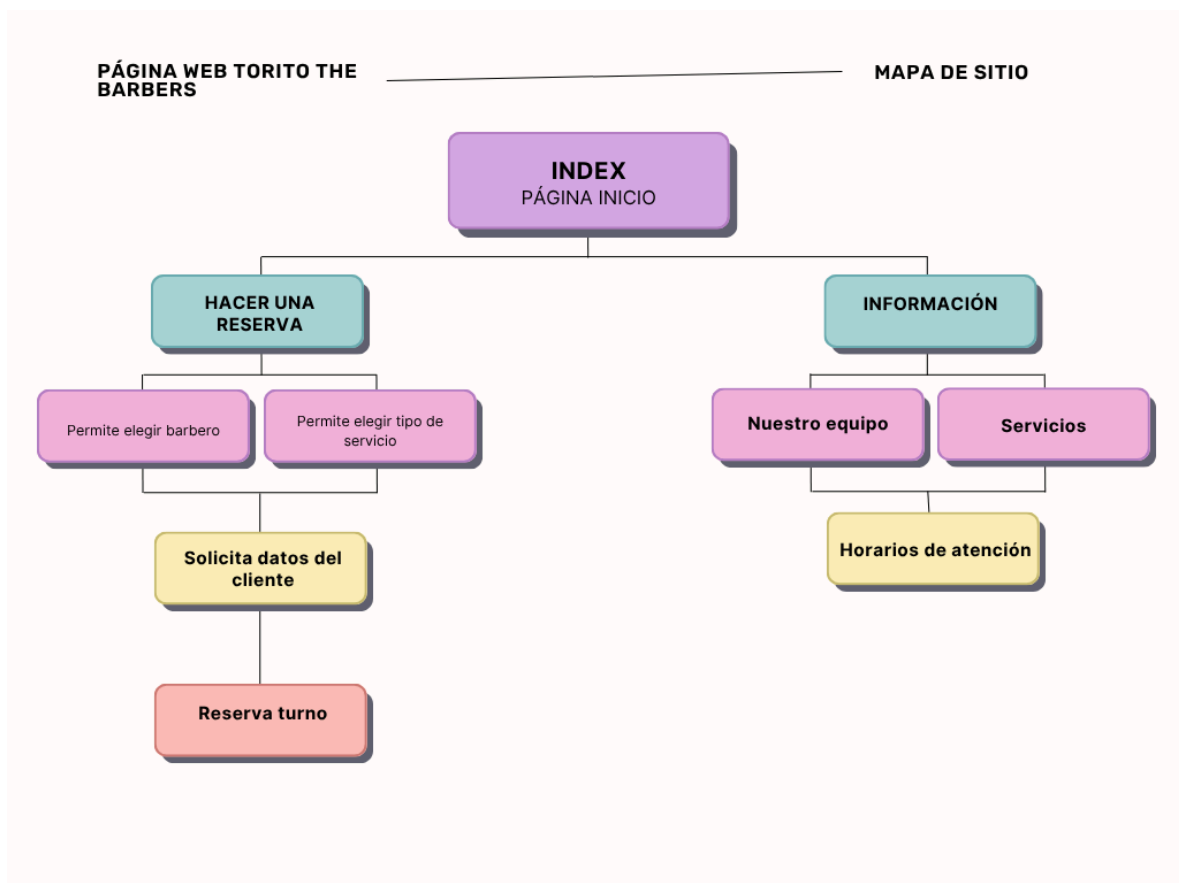 PÁGINA WEB TORITO THE
BARBERS
MAPA DE SITIO
INDEX
PÁGINA INICIO
HACER UNA
RESERVA
INFORMACIÓN
Permite elegir barbero
Permite elegir tipo de
servicio
Nuestro equipo
Servicios
Solicita datos del
cliente
Horarios de atención
Reserva turno